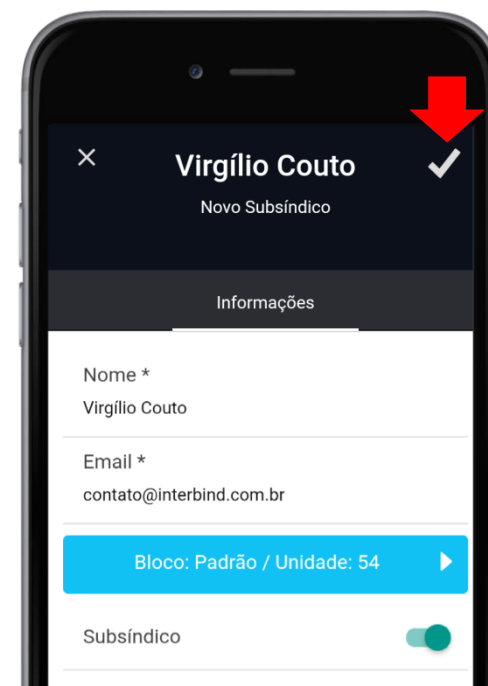 Virgílio Couto
Novo Subsíndico
Informações
Nome *
Virgílio Couto
Email *
contato@interbind.com.br
Bloco: Padrão / Unidade: 54
Subsíndico